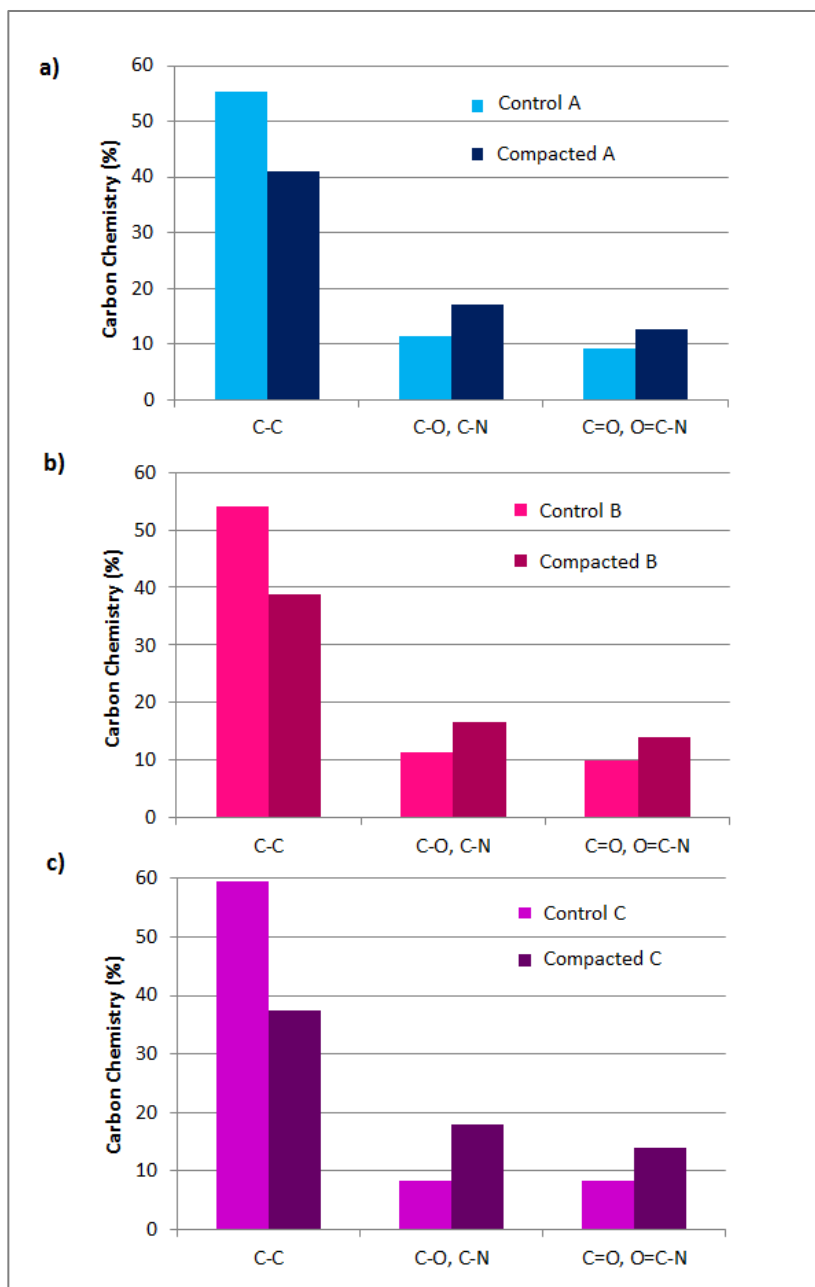 a)
Carbon Chemistry (%)
60
50
40
30
20
10
0
Control A
Compacted A
C-C
C-O, C-N
C=O, O=C-N
b)
Carbon Chemistry (%)
60
50
40
30
20
10
0
Control B
Compacted B
C-C
C-O, C-N
C=O, O=C-N
c)
Carbon Chemistry (%)
60
50
40
30
20
10
0
Control C
Compacted C
C-C
C-O, C-N
C=O, O=C-N